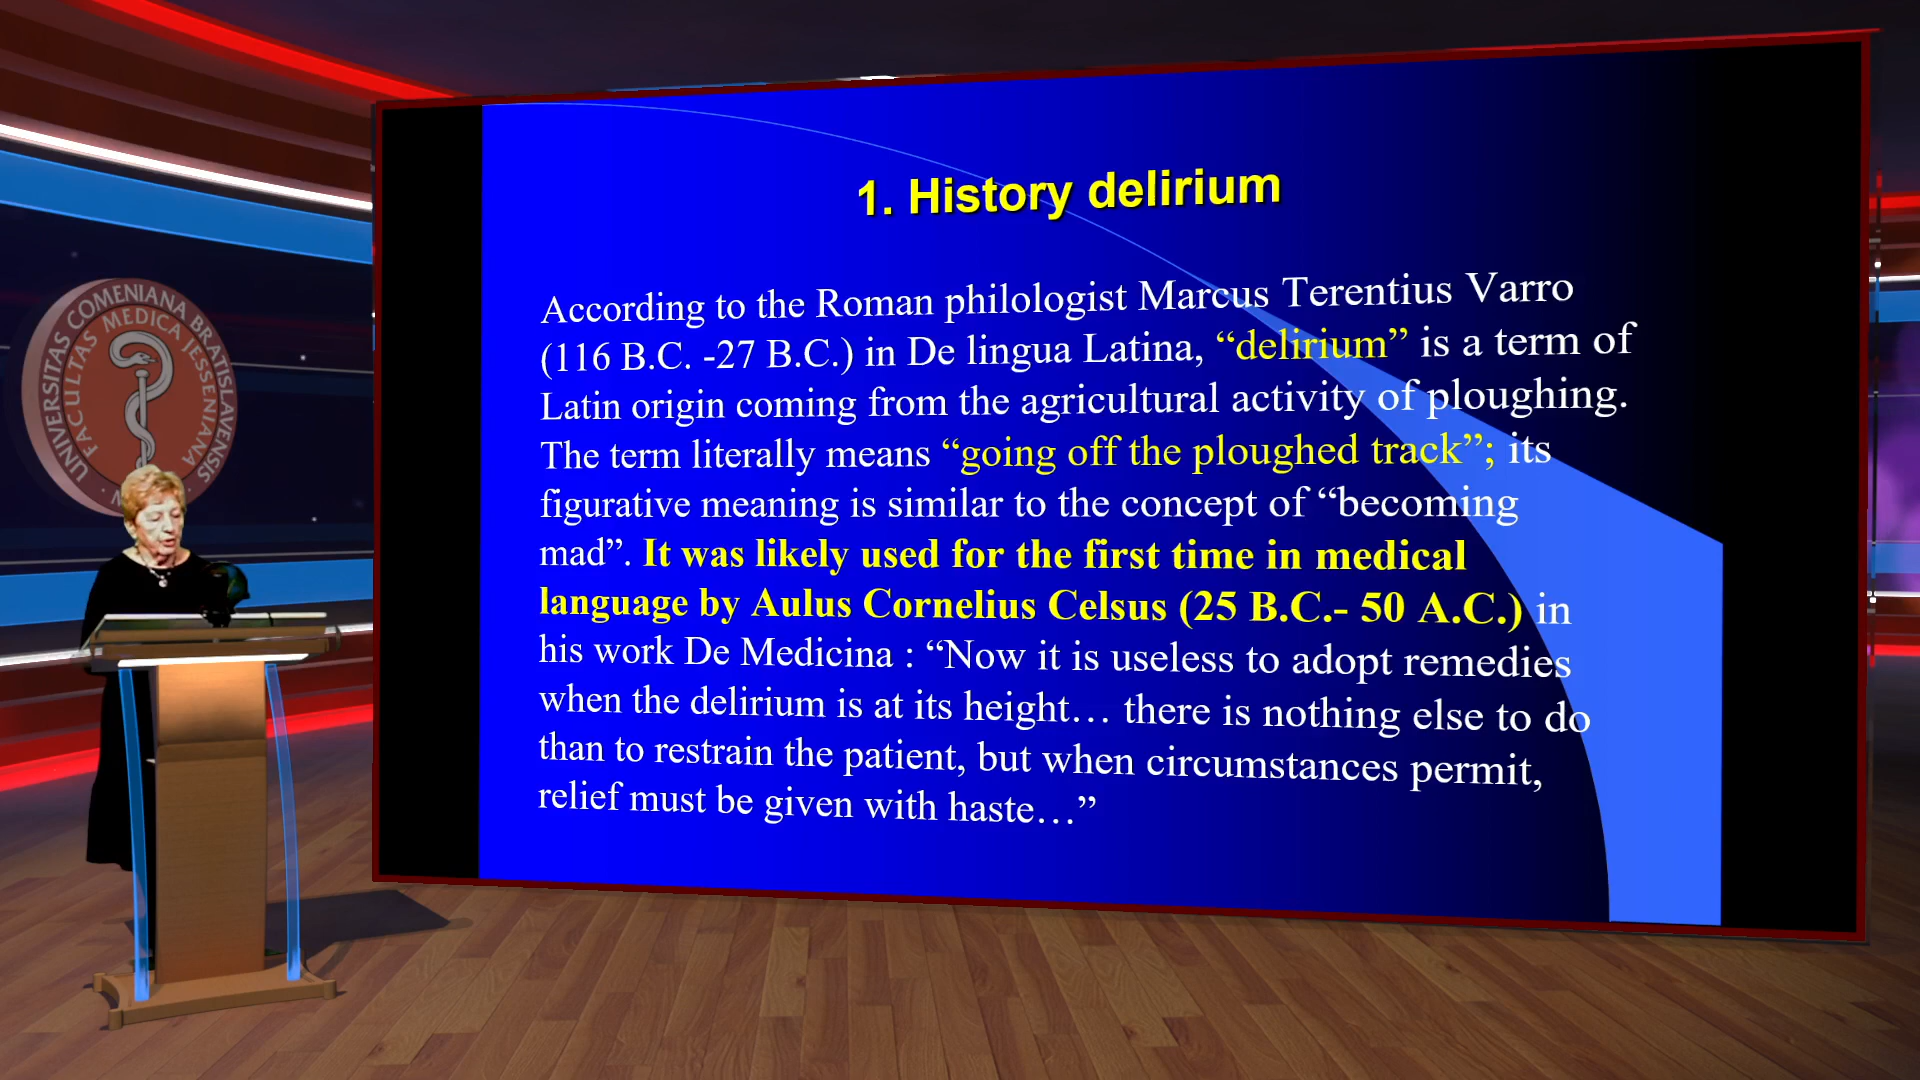 UNIVERSITAS COMENIANA BRATISLAVENSIS
FACULTAS MEDICA JESSENIANA
1. History delirium
According to the Roman philologist Marcus Terentius Varro
(116 B.C. -27 B.C.) in De lingua Latina, “delirium” is a term of
Latin origin coming from the agricultural activity of ploughing.
The term literally means “going off the ploughed track”; its
figurative meaning is similar to the concept of “becoming
mad”. It was likely used for the first time in medical
language by Aulus Cornelius Celsus (25 B.C.- 50 A.C.) in
his work De Medicina : “Now it is useless to adopt remedies
when the delirium is at its height… there is nothing else to do
than to restrain the patient, but when circumstances permit,
relief must be given with haste…”